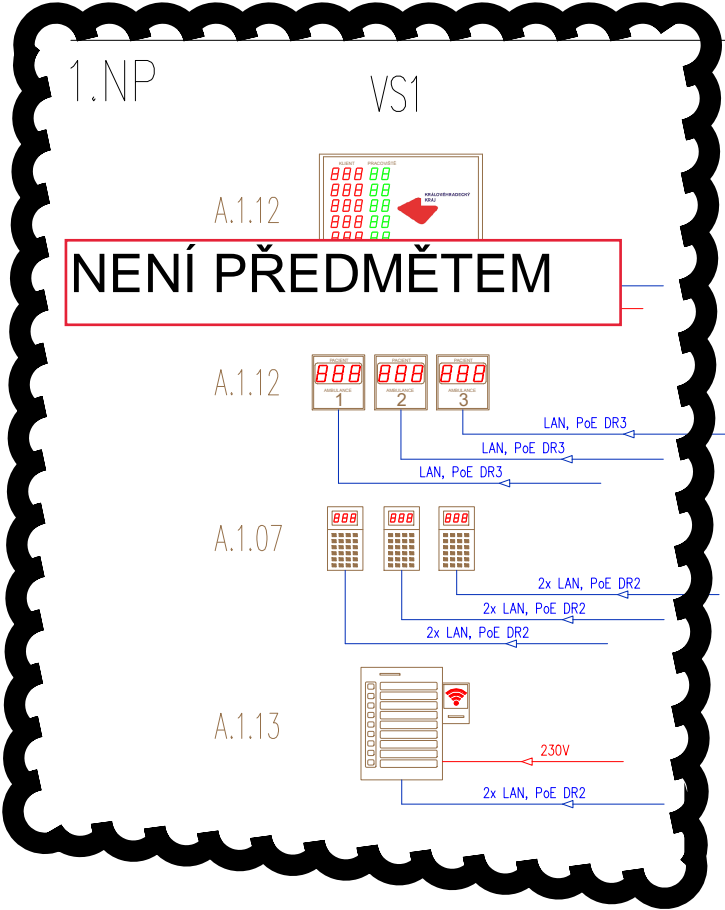 1.NP
VS1
KLIENT PRACOVIŠTĚ
888 88
888 88
KRÁLOVÉHRADECKÝ
KRAJ
888 88
888 88
A.1.12
NENÍ PŘEDMĚTEM
PACIENT PACIENT PACIENT
888 888 888
A.1.12
AMBULANCE AMBULANCE AMBULANCE
1 2 3
LAN, PoE DR3
LAN, PoE DR3
LAN, PoE DR3
888 888 888
A.1.07
2x LAN, PoE DR2
2x LAN, PoE DR2
2x LAN, PoE DR2
A.1.13
230V
2x LAN, PoE DR2